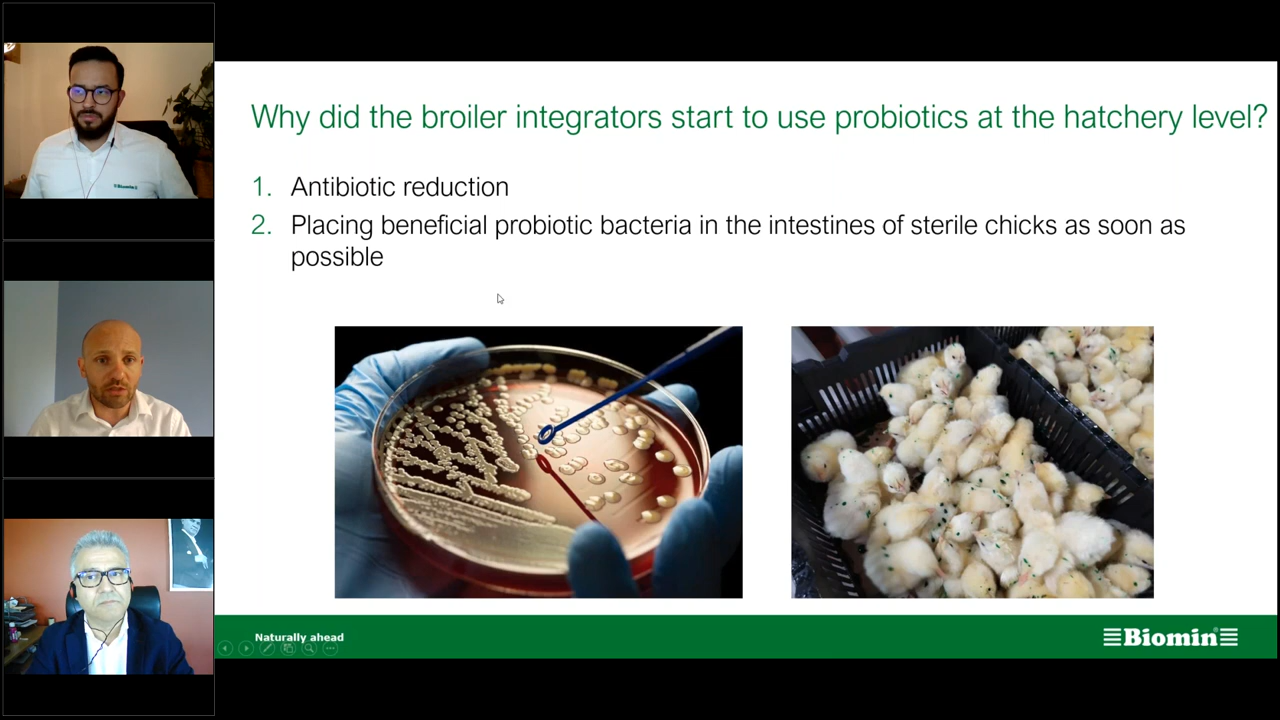 Why did the broiler integrators start to use probiotics at the hatchery level?
1. Antibiotic reduction
2. Placing beneficial probiotic bacteria in the intestines of sterile chicks as soon as
possible
Biomin
Naturally ahead
Biomin®